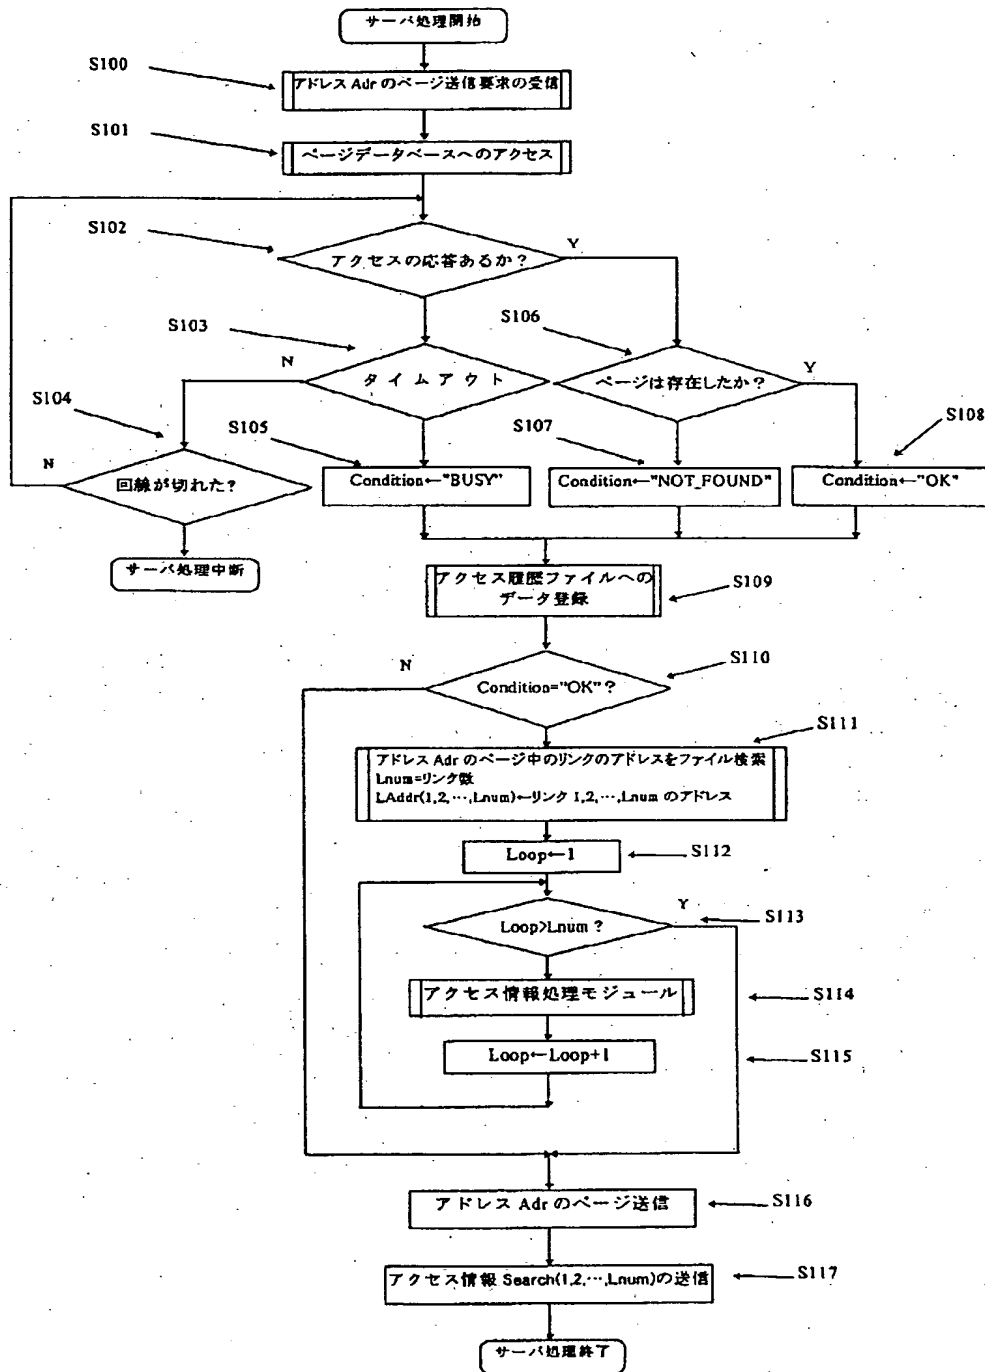 サーバ処理開始
S100
アドレス Adr のページ送信要求の受信
S101
ページデータベースへのアクセス
S102
アクセスの応答あるか？
Y
S103
S106
N
タイムアウト
ページは存在したか？
Y
S104
S105
S107
S108
N
回線が切れた？
Condition←"BUSY"
Condition←"NOT_FOUND"
Condition←"OK"
サーバ処理中断
アクセス履歴ファイルへの
データ登録
S109
N
S110
Condition="OK"？
S111
アドレス Adr のページ中のリンクのアドレスをファイル検索
Lnum=リンク数
LAddr(1,2,…,Lnum)←リンク 1,2,…,Lnum のアドレス
Loop←1
S112
Y
S113
Loop>Lnum？
アクセス情報処理モジュール
S114
Loop←Loop+1
S115
アドレス Adr のページ送信
S116
アクセス情報 Search(1,2,…,Lnum)の送信
S117
サーバ処理終了